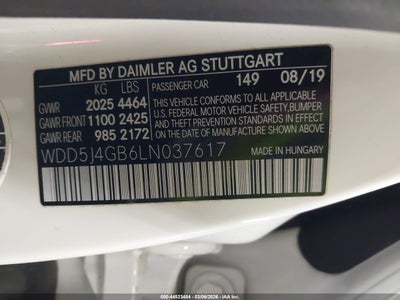 MFD BY DAIMLER AG STUTTGART
KG LBS PASSENGER CAR 149 08/19
GVWR 2025 4464
GAWR FRONT 1100 2425
GAWR REAR 985 2172
THIS VEHICLE CONFORMS TO ALL
APPLICABLE U.S.
FEDERAL MOTOR VEHICLE SAFETY, BUMPER
AND THEFT PREVENTION STANDARDS
IN EFFECT ON THE DATE OF
MANUFACTURE SHOWN ABOVE.
WDD5J4GB6LN037617 MADE IN HUNGARY